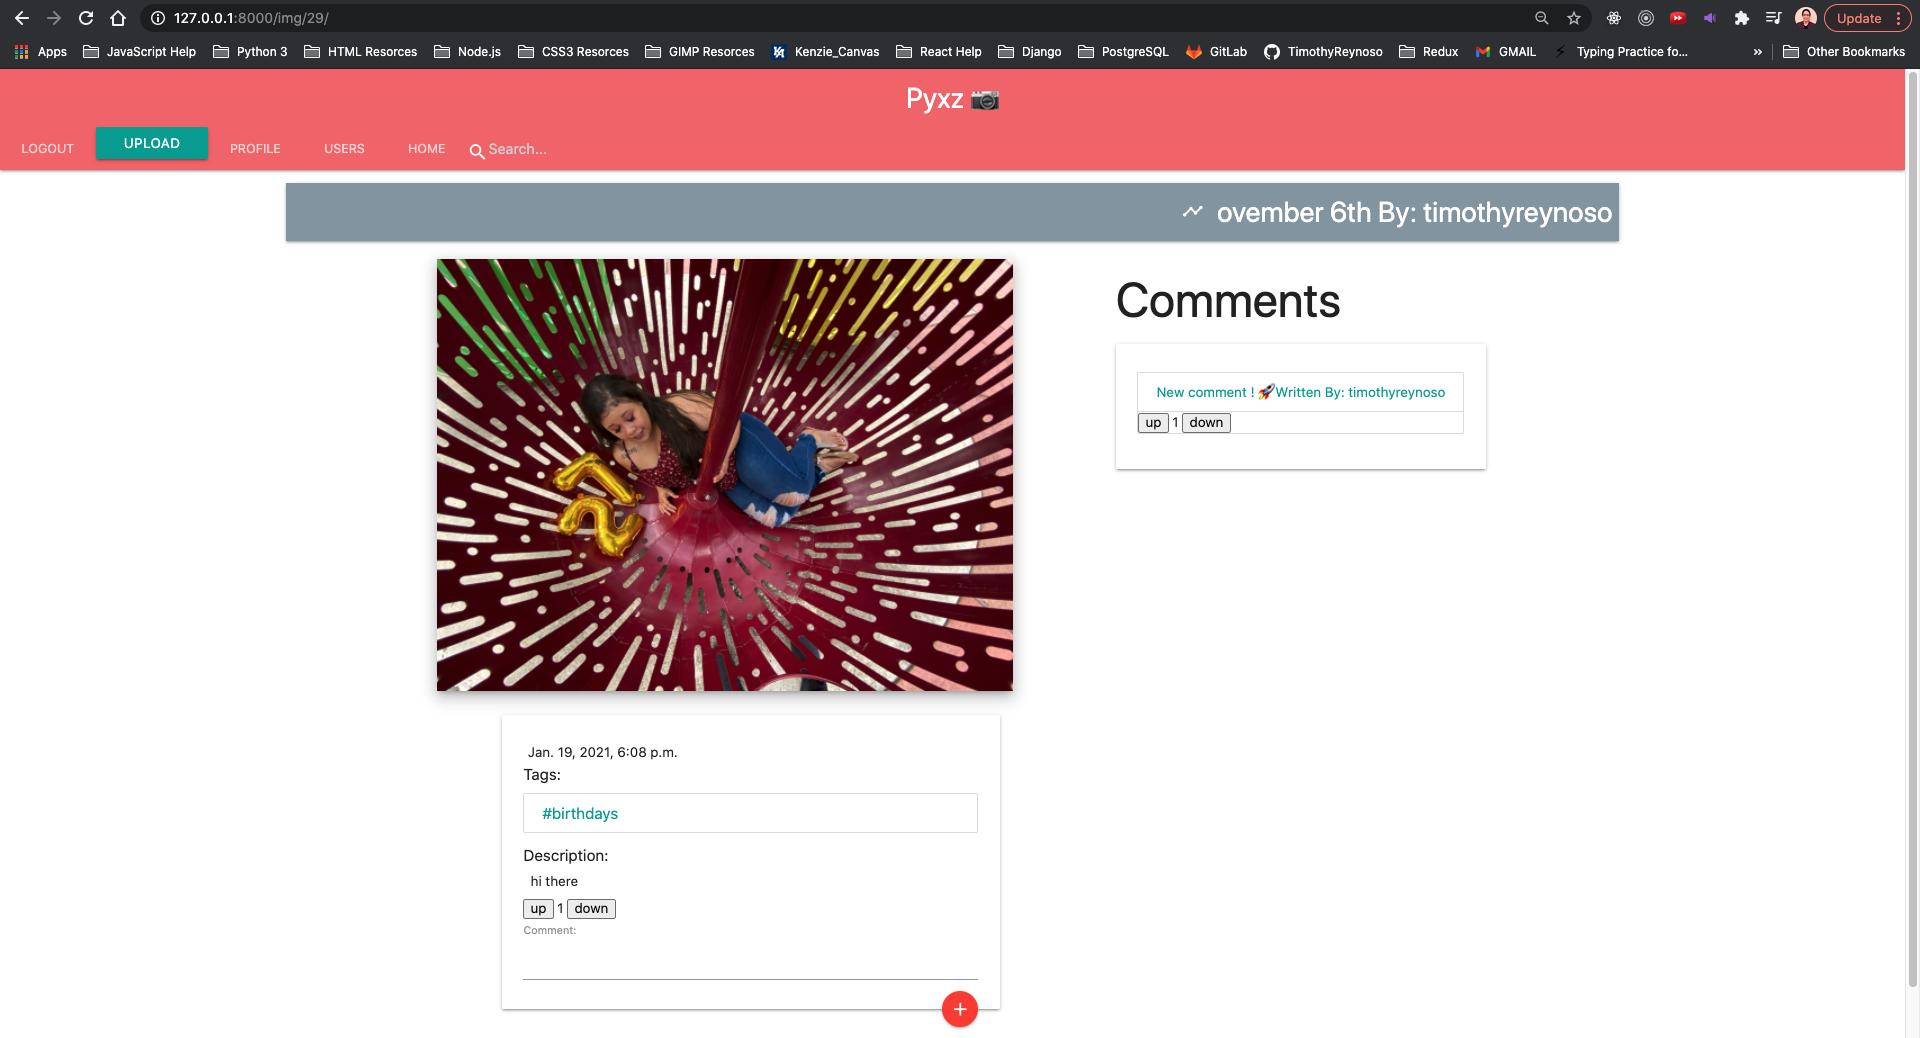 127.0.0.1:8000/img/29/
Update
Apps JavaScript Help Python 3 HTML Resorces Node.js CSS3 Resorces GIMP Resorces Kenzie_Canvas React Help Django PostgreSQL GitLab TimothyReynoso Redux GMAIL Typing Practice fo... » Other Bookmarks
Pyxz 📷
LOGOUT UPLOAD PROFILE USERS HOME Search...
ovember 6th By: timothyreynoso
Comments
New comment ! 🚀Written By: timothyreynoso
up 1 down
27
Jan. 19, 2021, 6:08 p.m.
Tags:
#birthdays
Description:
hi there
up 1 down
Comment:
+